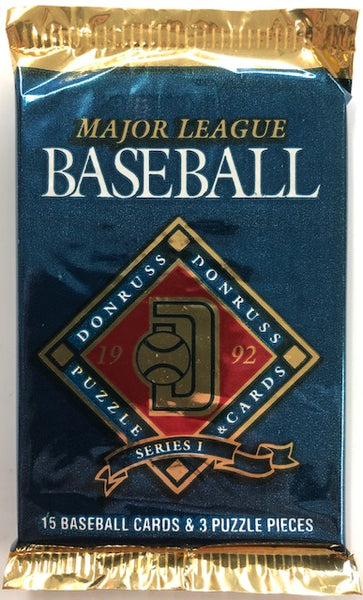 MAJOR LEAGUE
BASEBALL
DONRUSS DONRUSS
19 D 92
PUZZLE & CARDS
SERIES I
15 BASEBALL CARDS & 3 PUZZLE PIECES